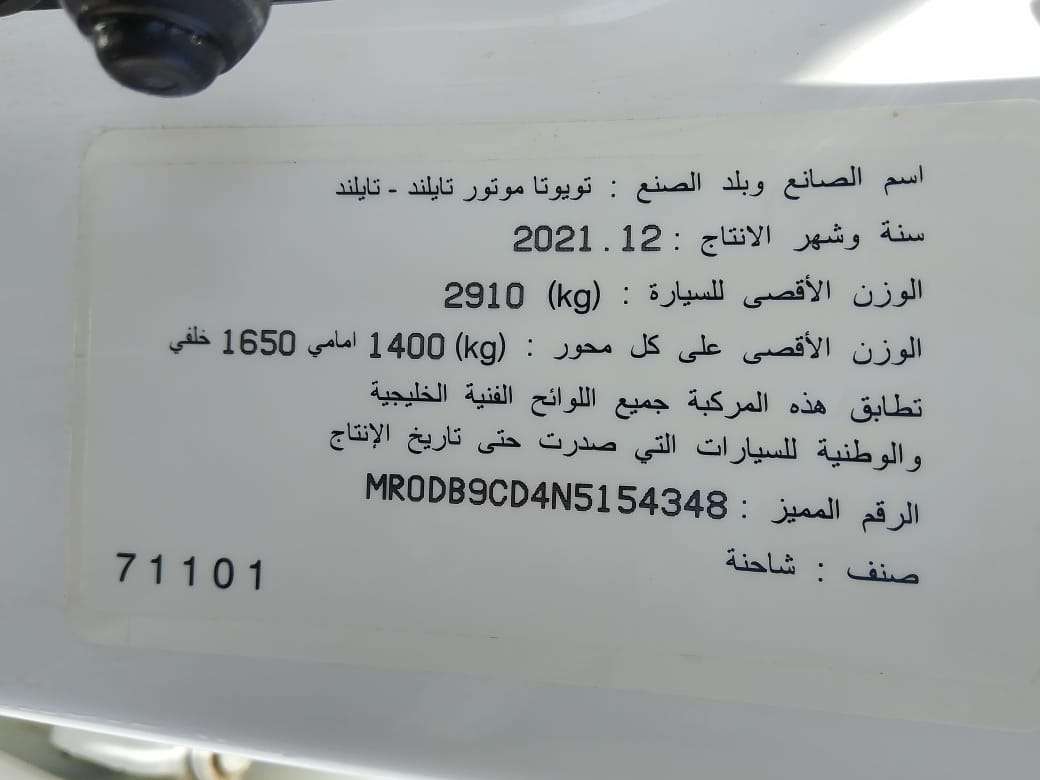 اسم الصانع وبلد الصنع : تويوتا موتور تايلند - تايلند
سنة وشهر الانتاج : 2021.12
الوزن الأقصى للسيارة : 2910 (kg)
الوزن الأقصى على كل محور : 1400 (kg) امامي 1650 خلفي
تطابق هذه المركبة جميع اللوائح الفنية الخليجية
والوطنية للسيارات التي صدرت حتى تاريخ الإنتاج
الرقم المميز : MR0DB9CD4N5154348
صنف : شاحنة
71101